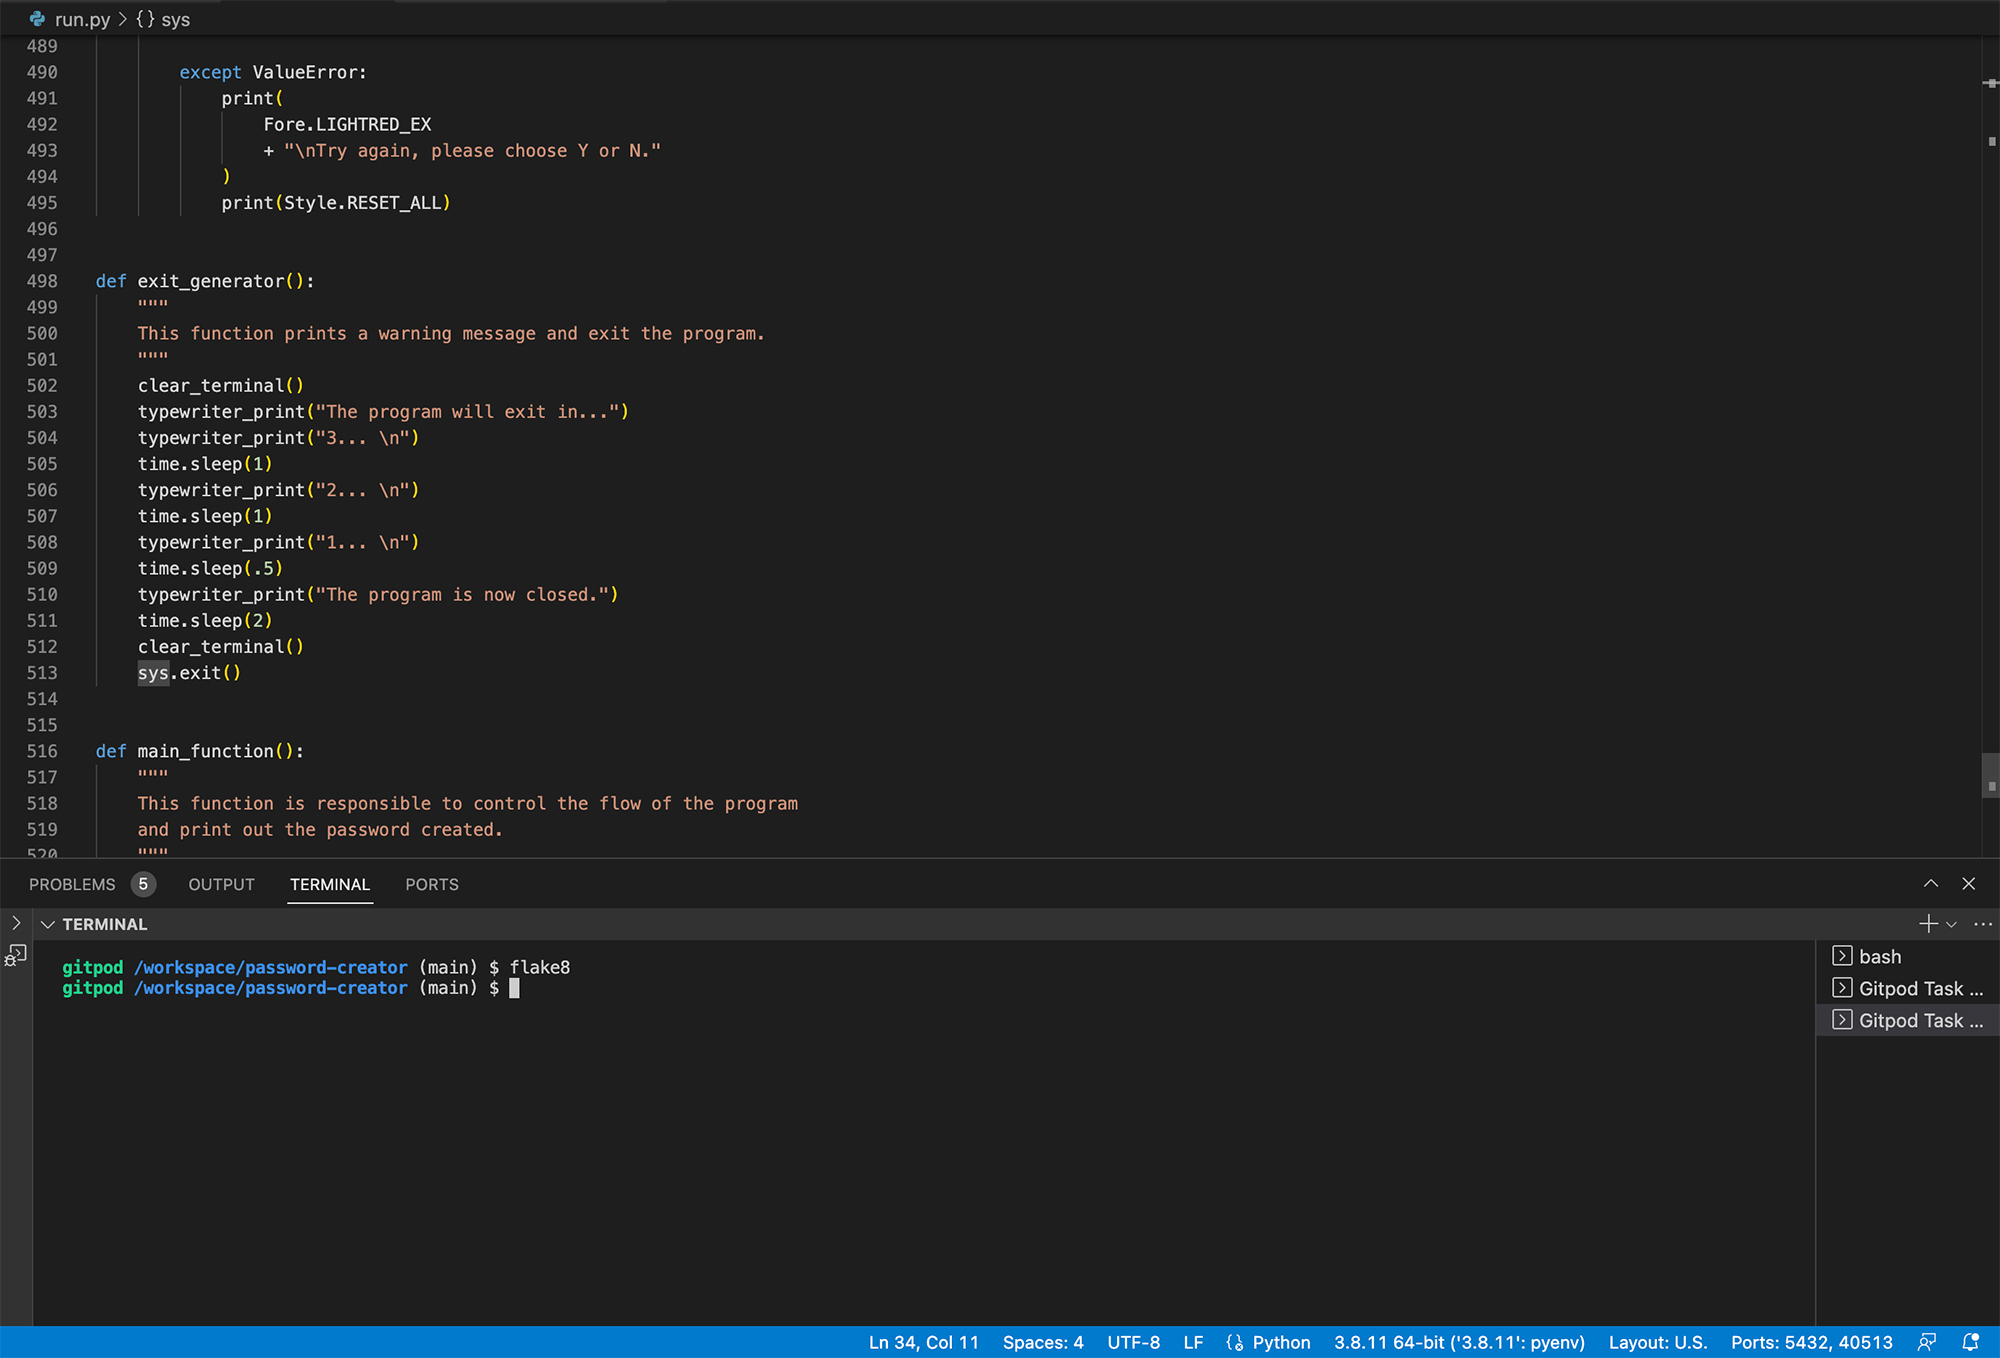 run.py > {} sys
489
490 except ValueError:
491 print(
492 Fore.LIGHTRED_EX
493 + "\nTry again, please choose Y or N."
494 )
495 print(Style.RESET_ALL)
496
497
498 def exit_generator():
499 """
500 This function prints a warning message and exit the program.
501 """
502 clear_terminal()
503 typewriter_print("The program will exit in...")
504 typewriter_print("3... \n")
505 time.sleep(1)
506 typewriter_print("2... \n")
507 time.sleep(1)
508 typewriter_print("1... \n")
509 time.sleep(.5)
510 typewriter_print("The program is now closed.")
511 time.sleep(2)
512 clear_terminal()
513 sys.exit()
514
515
516 def main_function():
517 """
518 This function is responsible to control the flow of the program
519 and print out the password created.
520 """
PROBLEMS 5 OUTPUT TERMINAL PORTS
TERMINAL
gitpod /workspace/password-creator (main) $ flake8
gitpod /workspace/password-creator (main) $
bash
Gitpod Task ...
Gitpod Task ...
Ln 34, Col 11 Spaces: 4 UTF-8 LF Python 3.8.11 64-bit ('3.8.11': pyenv) Layout: U.S. Ports: 5432, 40513